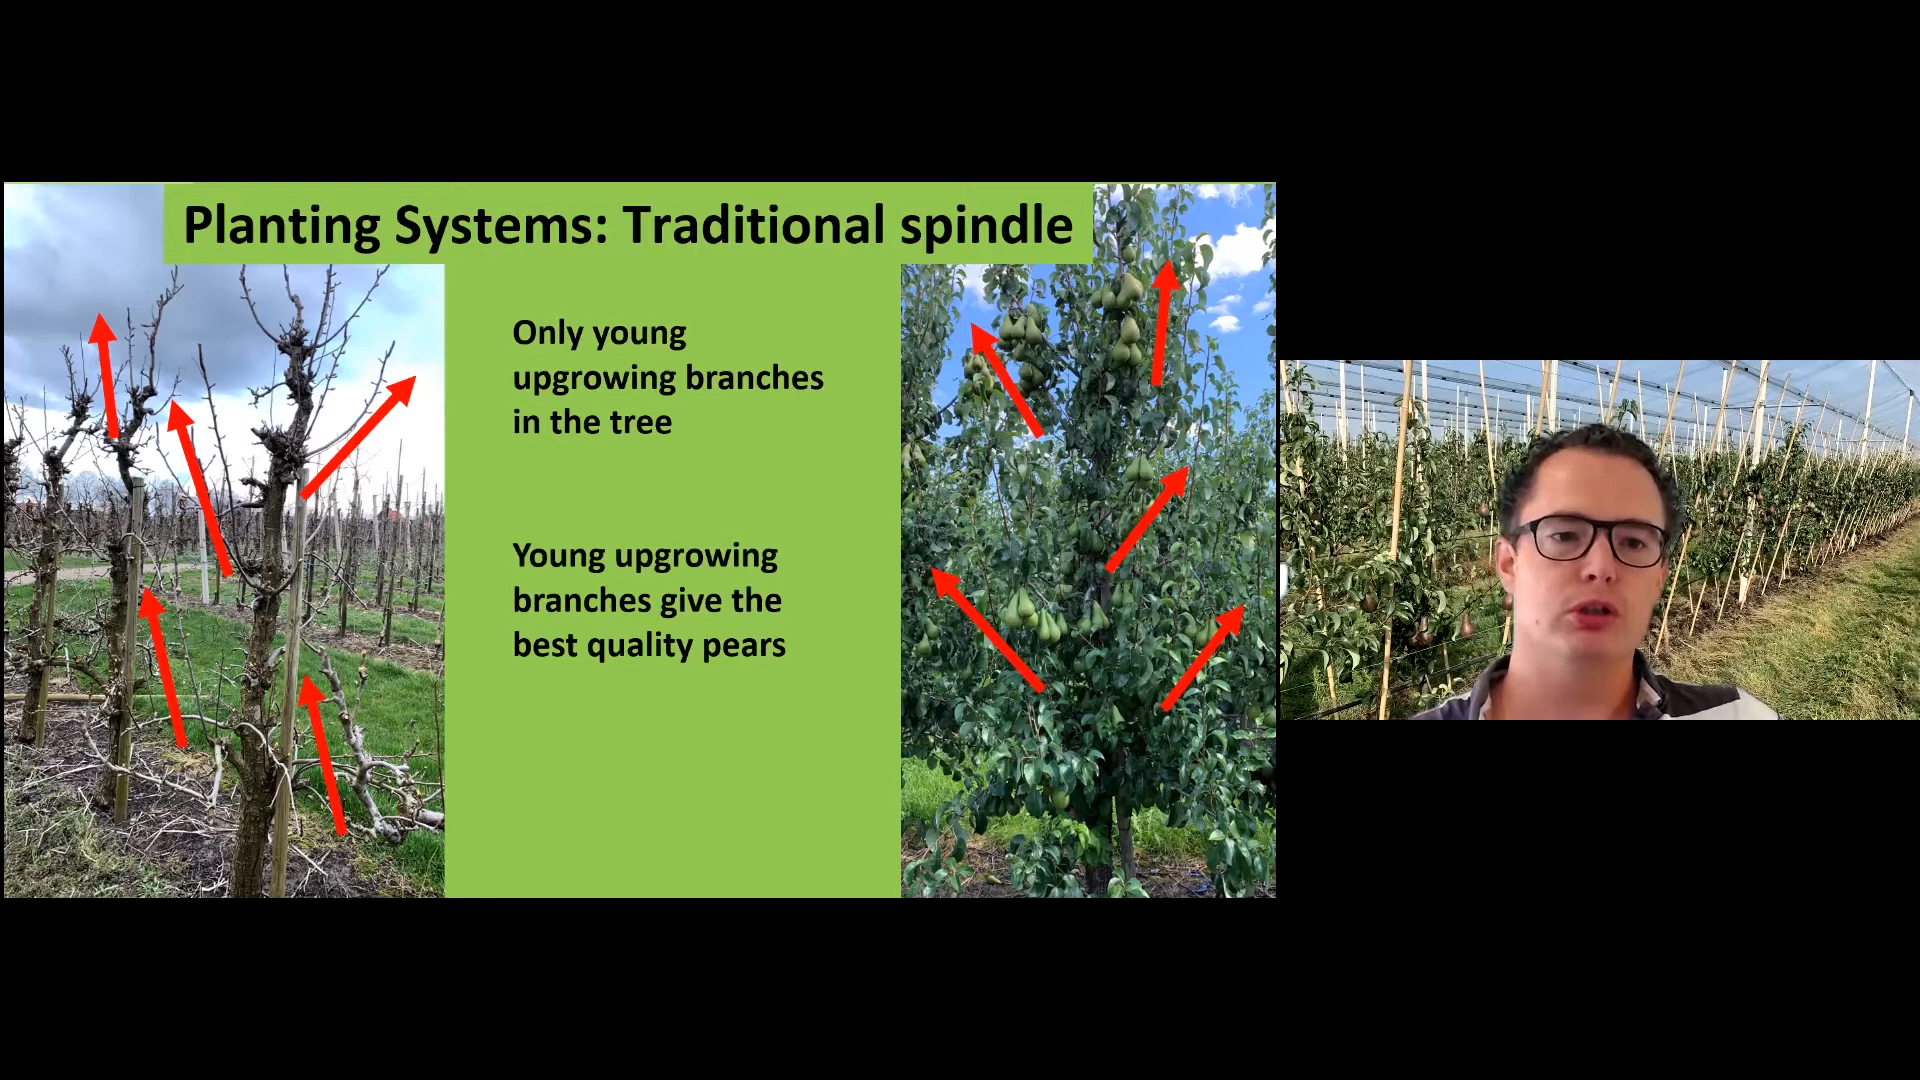 Planting Systems: Traditional spindle
Only young
upgrowing branches
in the tree
Young upgrowing
branches give the
best quality pears